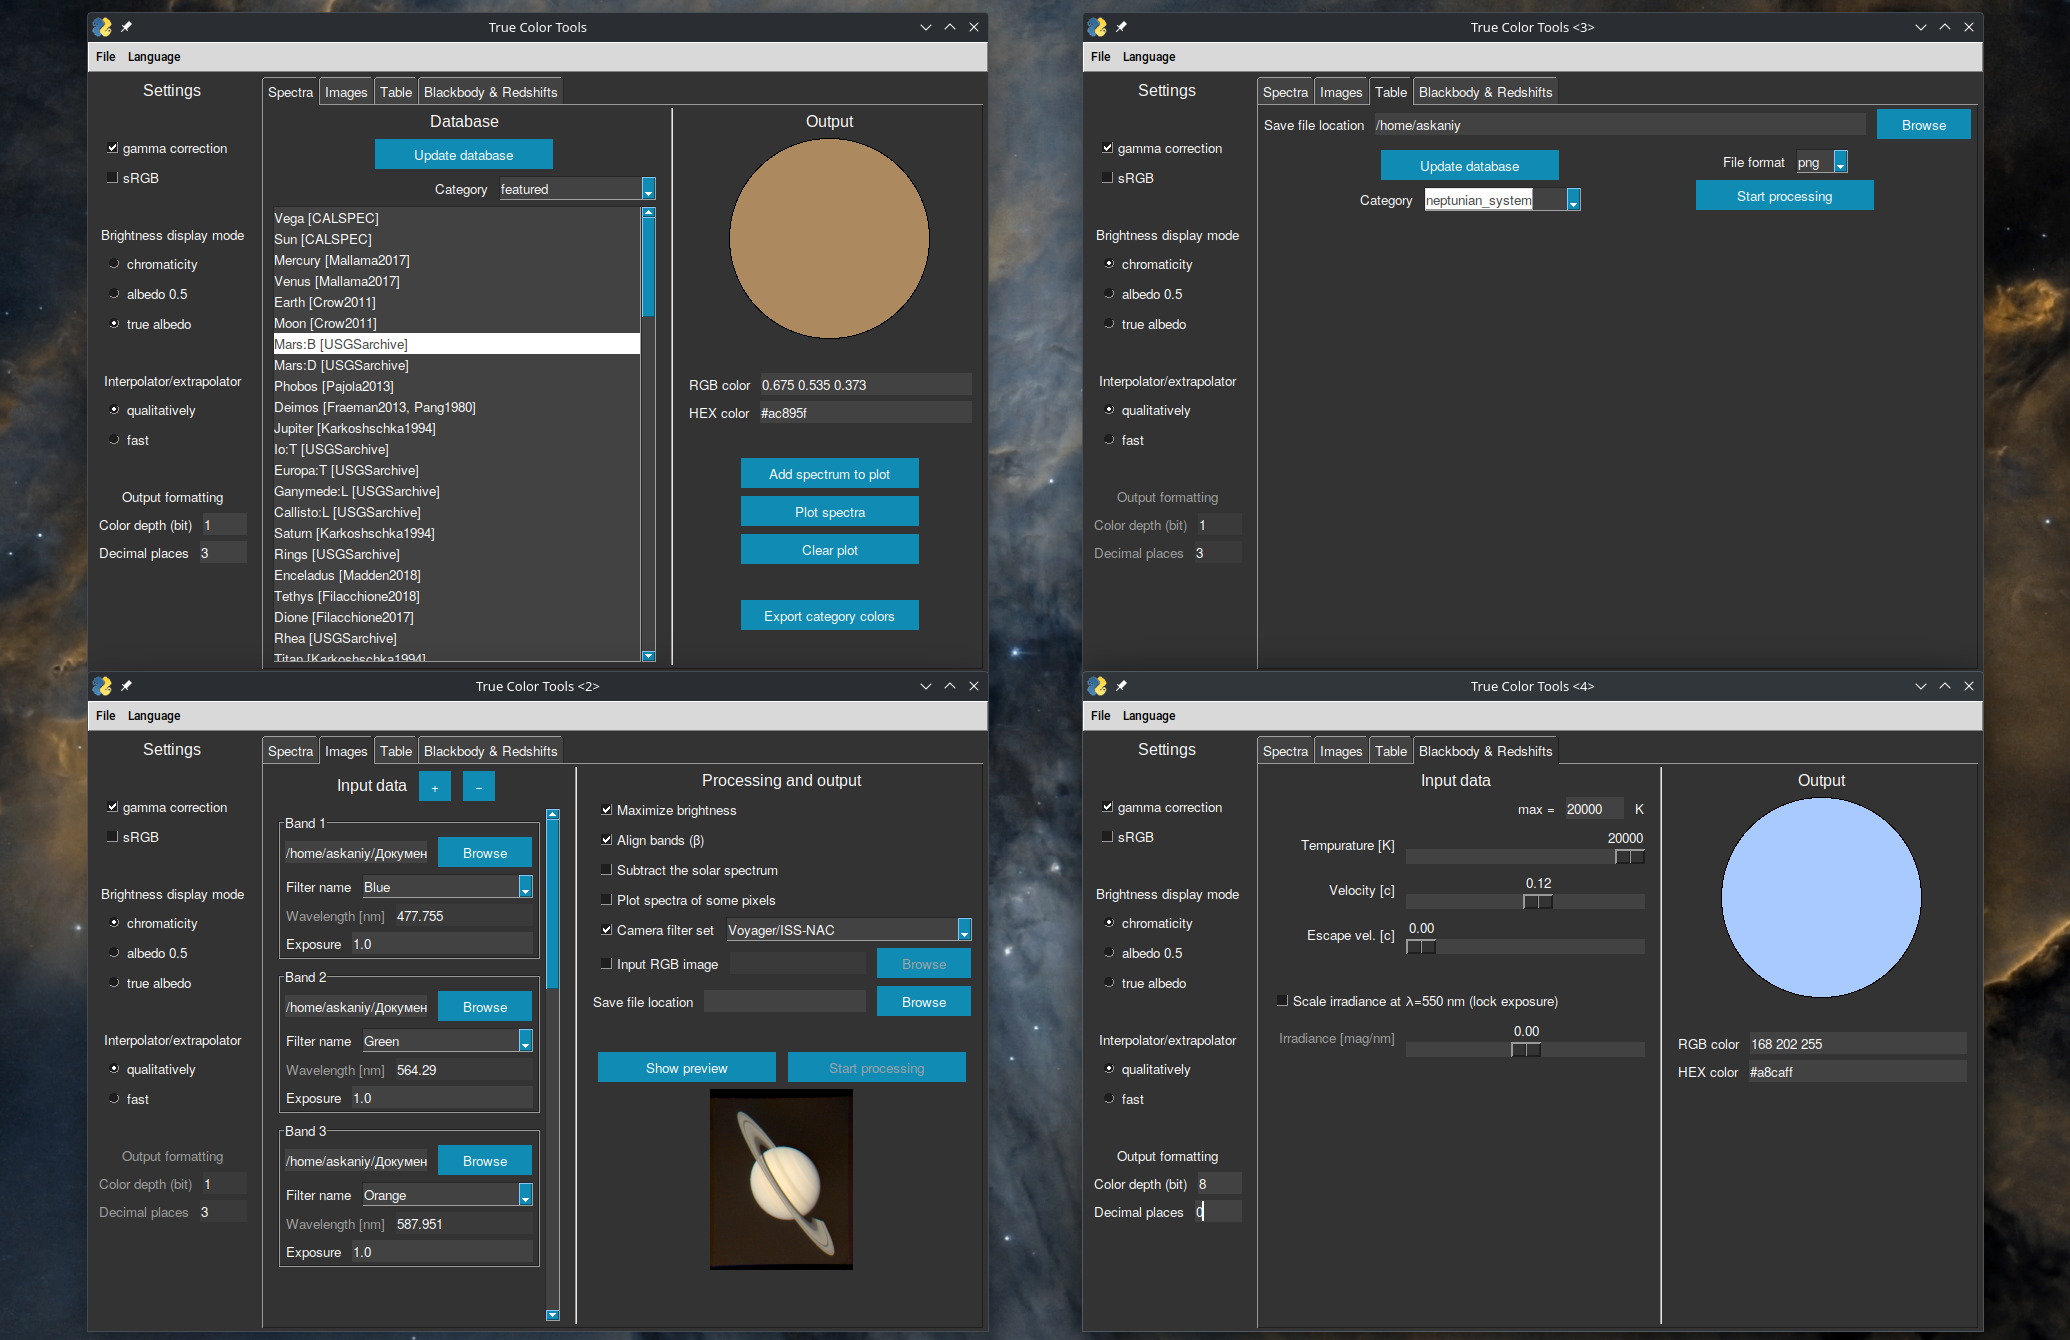 True Color Tools
File Language
Settings
gamma correction
sRGB
Brightness display mode
chromaticity
albedo 0.5
true albedo
Interpolator/extrapolator
qualitatively
fast
Output formatting
Color depth (bit) 1
Decimal places 3
Spectra Images Table Blackbody & Redshifts
Database
Update database
Category featured
Vega [CALSPEC]
Sun [CALSPEC]
Mercury [Mallama2017]
Venus [Mallama2017]
Earth [Crow2011]
Moon [Crow2011]
Mars:B [USGSarchive]
Mars:D [USGSarchive]
Phobos [Pajola2013]
Deimos [Fraeman2013, Pang1980]
Jupiter [Karkoshschka1994]
Io:T [USGSarchive]
Europa:T [USGSarchive]
Ganymede:L [USGSarchive]
Callisto:L [USGSarchive]
Saturn [Karkoshschka1994]
Rings [USGSarchive]
Enceladus [Madden2018]
Tethys [Filacchione2018]
Dione [Filacchione2017]
Rhea [USGSarchive]
Titan [Karkoshschka1994]
Output
RGB color 0.675 0.535 0.373
HEX color #ac895f
Add spectrum to plot
Plot spectra
Clear plot
Export category colors
True Color Tools <3>
File Language
Settings
gamma correction
sRGB
Brightness display mode
chromaticity
albedo 0.5
true albedo
Interpolator/extrapolator
qualitatively
fast
Output formatting
Color depth (bit) 1
Decimal places 3
Spectra Images Table Blackbody & Redshifts
Save file location /home/askaniy Browse
Update database
Category neptunian_system
File format png
Start processing
True Color Tools <2>
File Language
Settings
gamma correction
sRGB
Brightness display mode
chromaticity
albedo 0.5
true albedo
Interpolator/extrapolator
qualitatively
fast
Output formatting
Color depth (bit) 1
Decimal places 3
Spectra Images Table Blackbody & Redshifts
Input data + −
Band 1
/home/askaniy/Докумен Browse
Filter name Blue
Wavelength [nm] 477.755
Exposure 1.0
Band 2
/home/askaniy/Докумен Browse
Filter name Green
Wavelength [nm] 564.29
Exposure 1.0
Band 3
/home/askaniy/Докумен Browse
Filter name Orange
Wavelength [nm] 587.951
Exposure 1.0
Processing and output
Maximize brightness
Align bands (β)
Subtract the solar spectrum
Plot spectra of some pixels
Camera filter set Voyager/ISS-NAC
Input RGB image Browse
Save file location Browse
Show preview Start processing
True Color Tools <4>
File Language
Settings
gamma correction
sRGB
Brightness display mode
chromaticity
albedo 0.5
true albedo
Interpolator/extrapolator
qualitatively
fast
Output formatting
Color depth (bit) 8
Decimal places 0
Spectra Images Table Blackbody & Redshifts
Input data
max = 20000 K
20000
Tempurature [K]
0.12
Velocity [c]
0.00
Escape vel. [c]
Scale irradiance at λ=550 nm (lock exposure)
0.00
Irradiance [mag/nm]
Output
RGB color 168 202 255
HEX color #a8caff